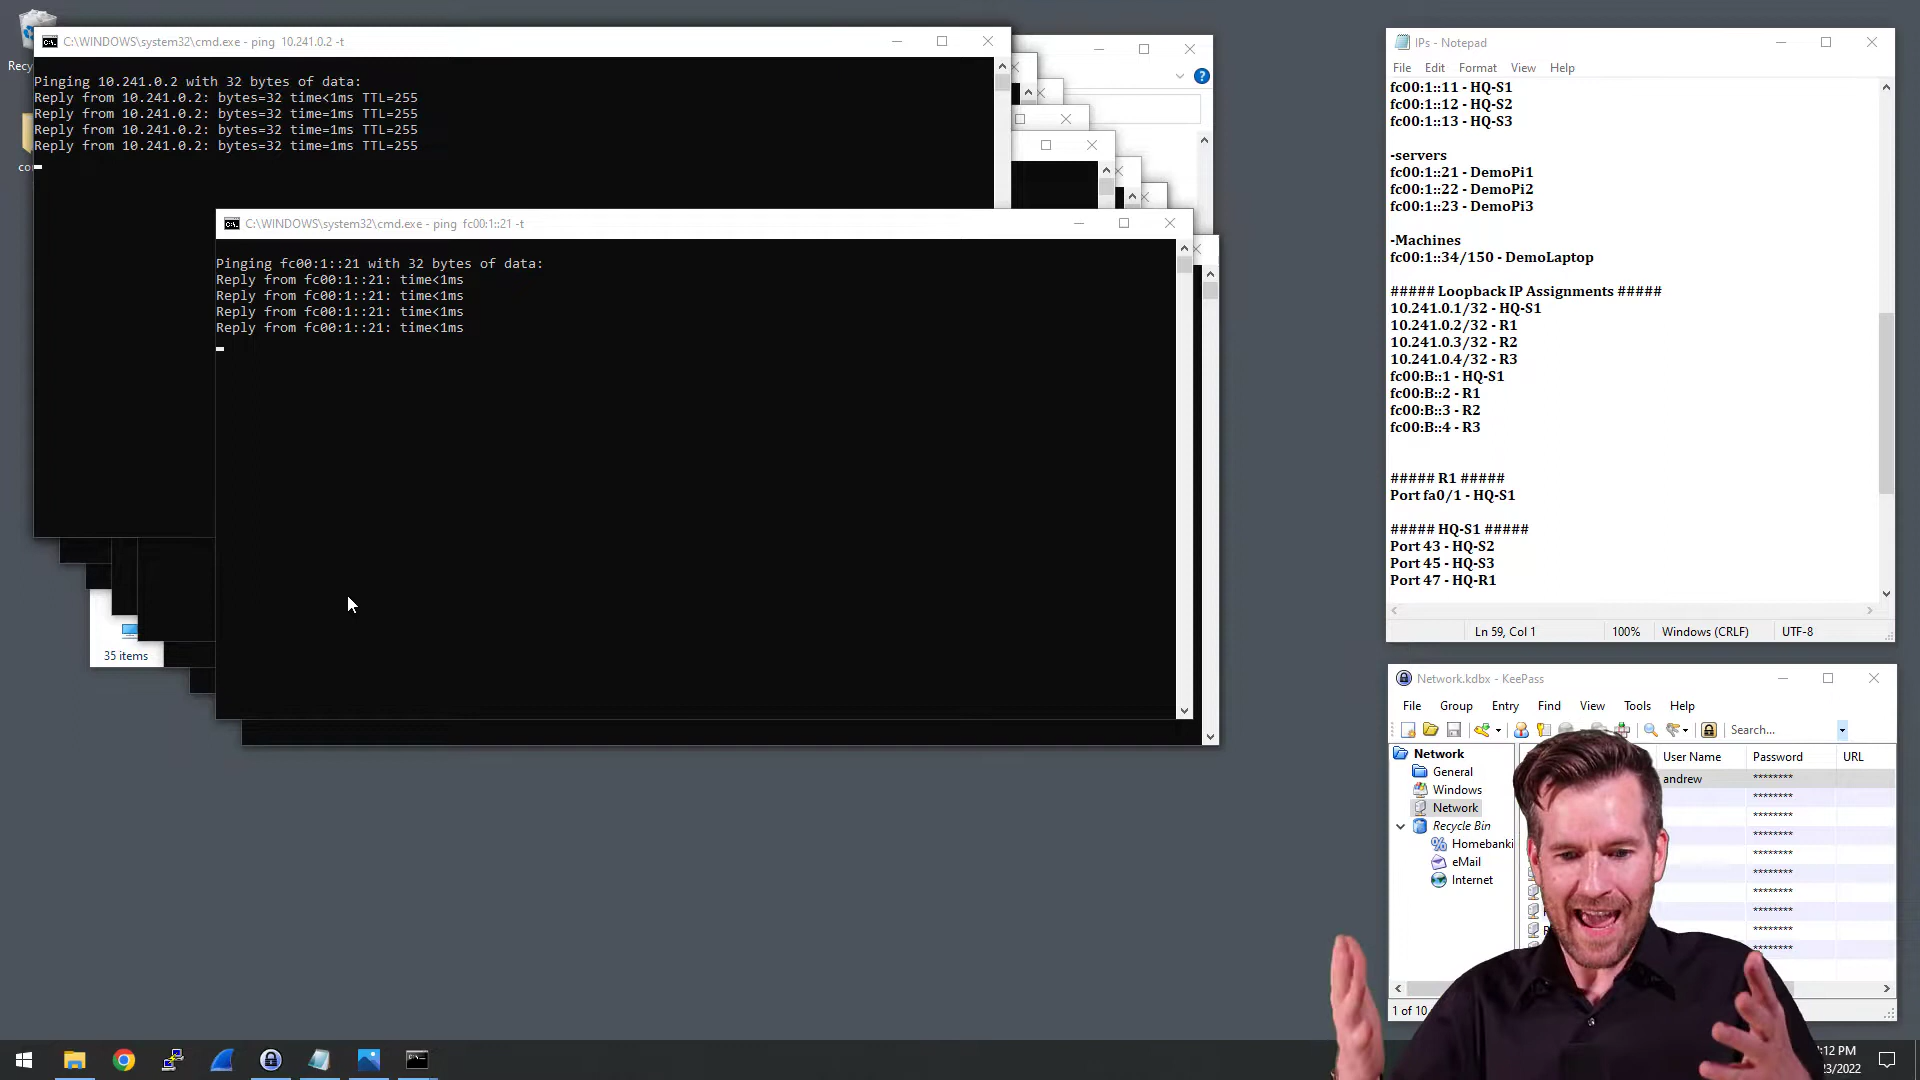 Recy
co
C:\WINDOWS\system32\cmd.exe - ping  10.241.0.2 -t
Pinging 10.241.0.2 with 32 bytes of data:
Reply from 10.241.0.2: bytes=32 time<1ms TTL=255
Reply from 10.241.0.2: bytes=32 time=1ms TTL=255
Reply from 10.241.0.2: bytes=32 time=1ms TTL=255
Reply from 10.241.0.2: bytes=32 time=1ms TTL=255
C:\WINDOWS\system32\cmd.exe - ping  fc00:1::21 -t
Pinging fc00:1::21 with 32 bytes of data:
Reply from fc00:1::21: time<1ms
Reply from fc00:1::21: time<1ms
Reply from fc00:1::21: time<1ms
Reply from fc00:1::21: time<1ms
35 items
IPs - Notepad
File Edit Format View Help
fc00:1::11 - HQ-S1
fc00:1::12 - HQ-S2
fc00:1::13 - HQ-S3
-servers
fc00:1::21 - DemoPi1
fc00:1::22 - DemoPi2
fc00:1::23 - DemoPi3
-Machines
fc00:1::34/150 - DemoLaptop
##### Loopback IP Assignments #####
10.241.0.1/32 - HQ-S1
10.241.0.2/32 - R1
10.241.0.3/32 - R2
10.241.0.4/32 - R3
fc00:B::1 - HQ-S1
fc00:B::2 - R1
fc00:B::3 - R2
fc00:B::4 - R3
##### R1 #####
Port fa0/1 - HQ-S1
##### HQ-S1 #####
Port 43 - HQ-S2
Port 45 - HQ-S3
Port 47 - HQ-R1
Ln 59, Col 1 100% Windows (CRLF) UTF-8
Network.kdbx - KeePass
File Group Entry Find View Tools Help
Search...
Network
General
Windows
Network
Recycle Bin
Homebanki
eMail
Internet
User Name Password URL
andrew ********
********
********
********
********
********
********
********
********
********
1 of 10
:12 PM
23/2022